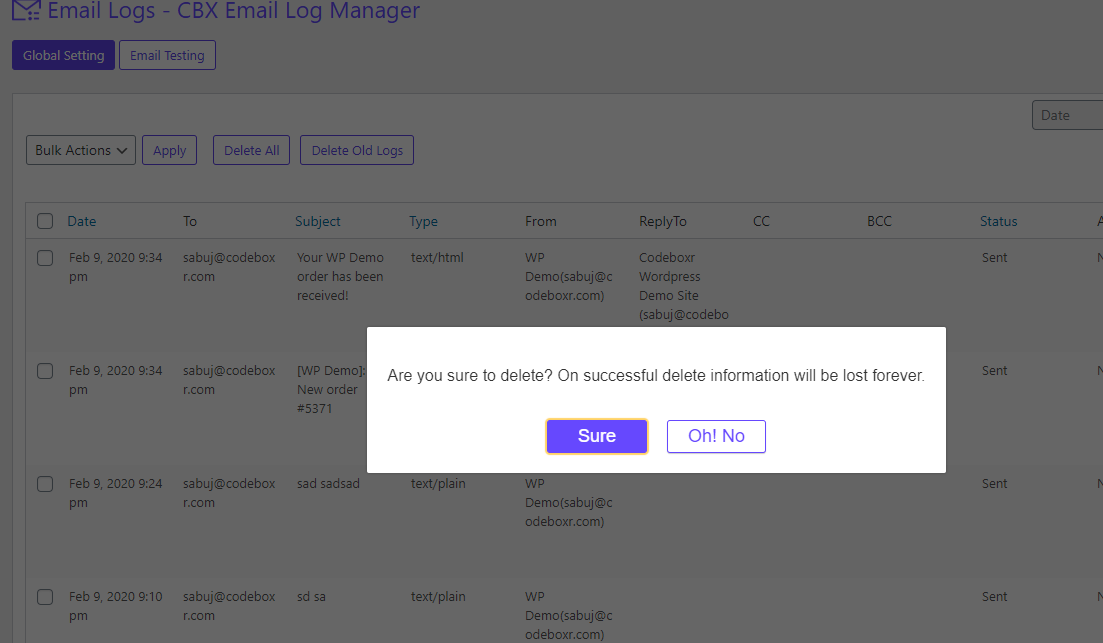 Email Logs - CBX Email Log Manager
Global Setting Email Testing
Date
Bulk Actions Apply Delete All Delete Old Logs
Date To Subject Type From ReplyTo CC BCC Status
Feb 9, 2020 9:34 pm
sabuj@codeboxr.com
Your WP Demo
order has been
received!
text/html
WP
Demo(sabuj@c
odeboxr.com)
Codeboxr
Wordpress
Demo Site
(sabuj@codebo
Sent
Feb 9, 2020 9:34
pm
sabuj@codebox
r.com
[WP Demo]:
New order
#5371
Sent
Are you sure to delete? On successful delete information will be lost forever.
Sure Oh! No
Feb 9, 2020 9:24
pm
sabuj@codebox
r.com
sad sadsad
text/plain
WP
Demo(sabuj@c
odeboxr.com)
Sent
Feb 9, 2020 9:10
pm
sabuj@codebox
r.com
sd sa
text/plain
WP
Demo(sabuj@c
odeboxr.com)
Sent